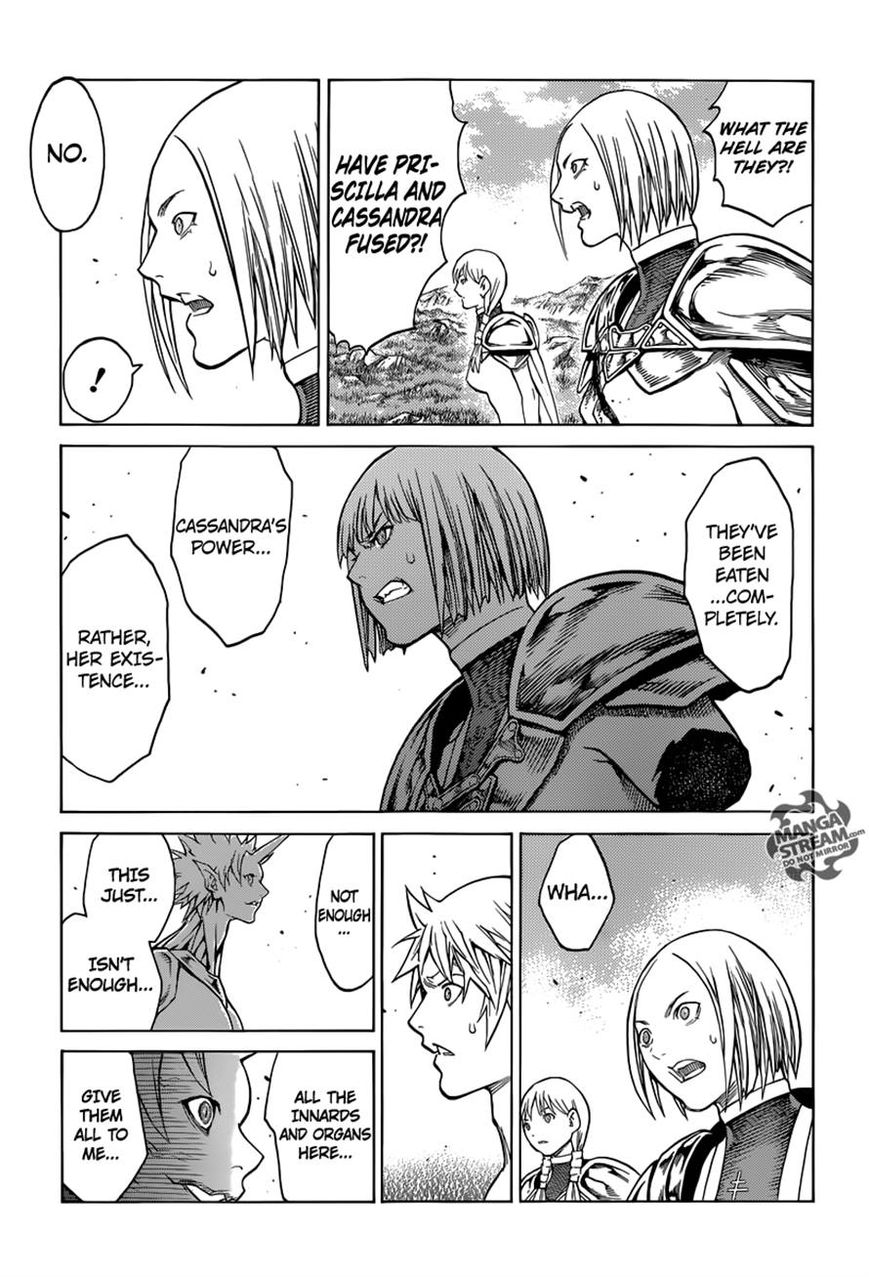 WHAT THE
HELL ARE
THEY?!
HAVE PRI-
SCILLA AND
CASSANDRA
FUSED?!
NO.
!
THEY'VE
BEEN
EATEN
...COM-
PLETELY.
CASSANDRA'S
POWER...
RATHER,
HER EXIS-
TENCE...
MANGA
STREAM.com
DO NOT MIRROR
WHA...
NOT
ENOUGH
...
THIS
JUST...
ISN'T
ENOUGH...
ALL THE
INNARDS
AND ORGANS
HERE...
GIVE
THEM
ALL TO
ME...